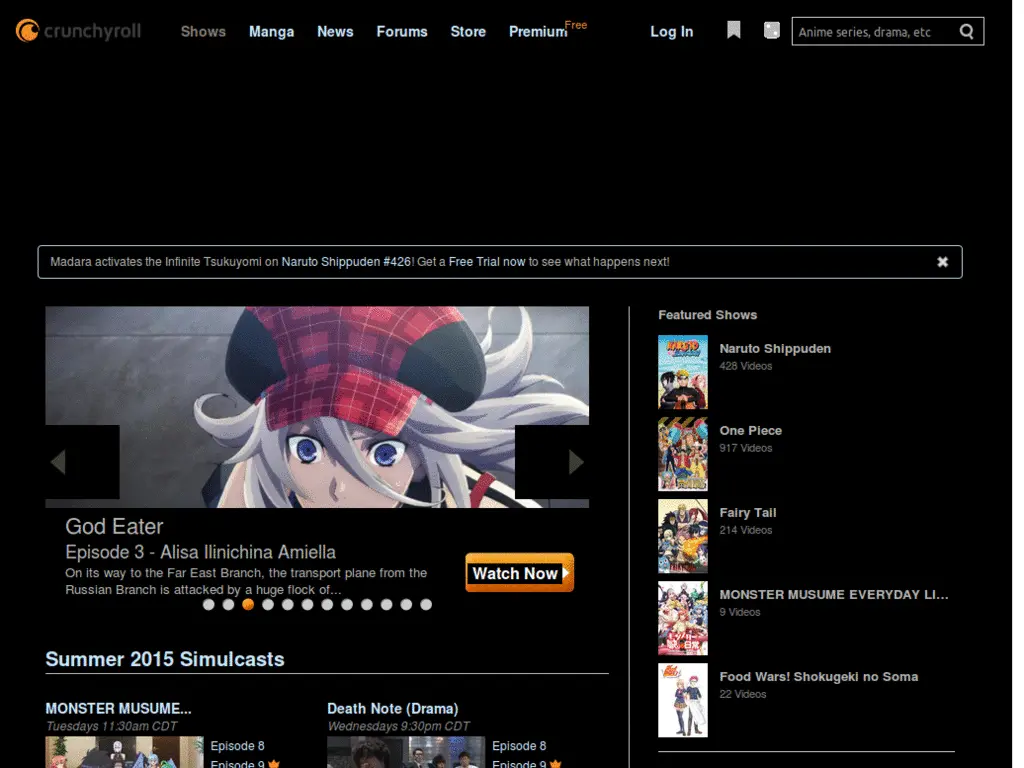 crunchyroll
Shows Manga News Forums Store Premium Free Log In
Anime series, drama, etc
Madara activates the Infinite Tsukuyomi on Naruto Shippuden #426! Get a Free Trial now to see what happens next!
God Eater
Episode 3 - Alisa Ilinichina Amiella
On its way to the Far East Branch, the transport plane from the
Russian Branch is attacked by a huge flock of...
Watch Now
Featured Shows
Naruto Shippuden
428 Videos
One Piece
917 Videos
Fairy Tail
214 Videos
MONSTER MUSUME EVERYDAY LI...
9 Videos
Food Wars! Shokugeki no Soma
22 Videos
Summer 2015 Simulcasts
MONSTER MUSUME...
Tuesdays 11:30am CDT
Episode 8
Episode 9
Death Note (Drama)
Wednesdays 9:30pm CDT
Episode 8
Episode 9